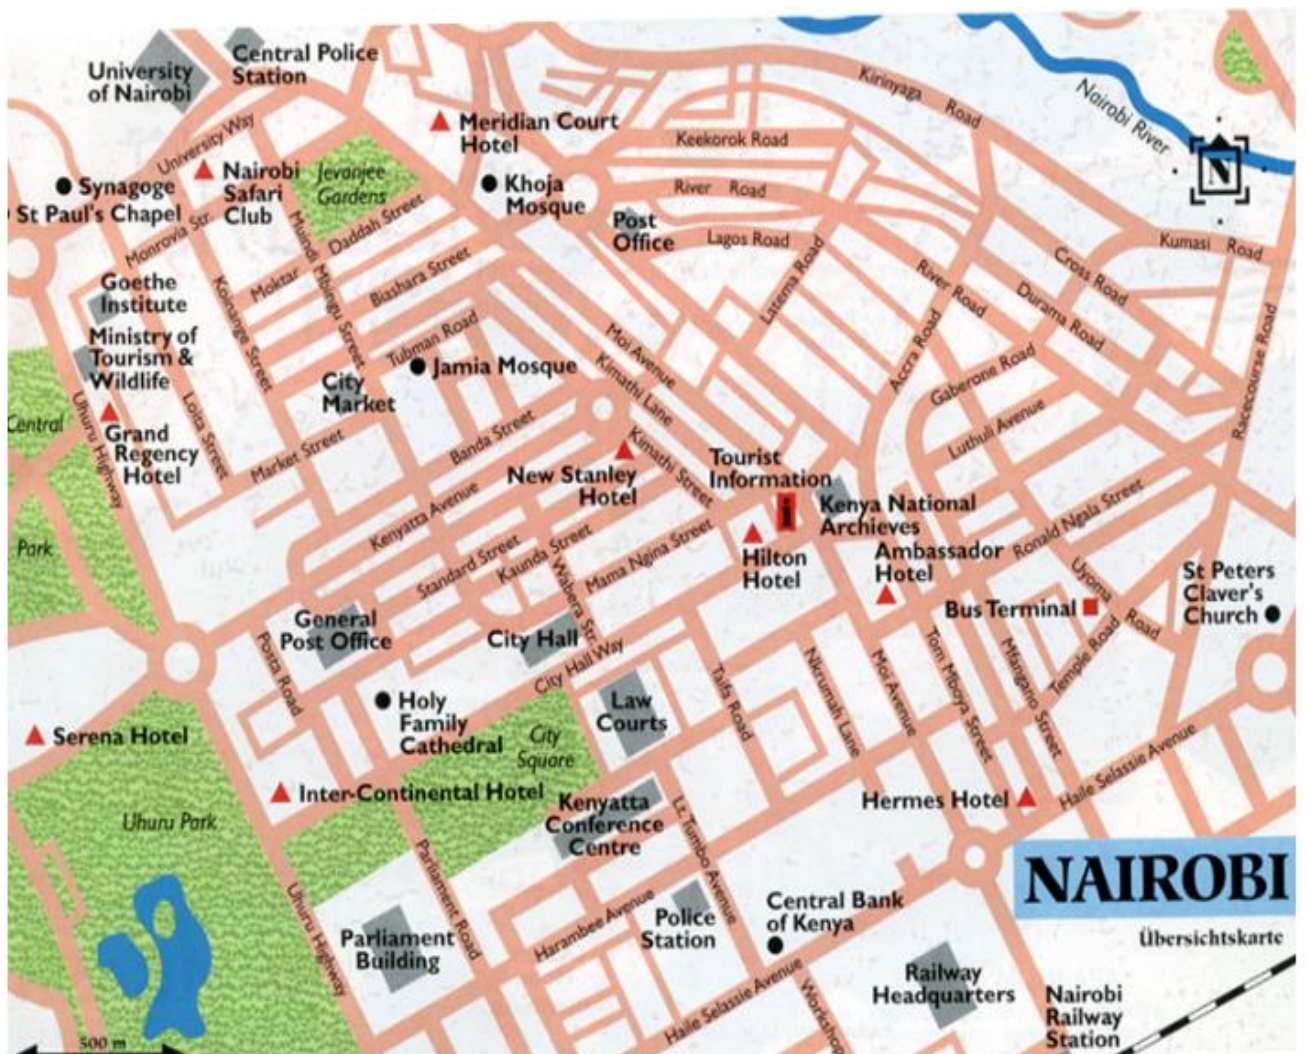 Central Police
Station
University
of Nairobi
Kirinyaga Road
Nairobi River
N
University Way
Meridian Court
Hotel
Keekorok Road
Synagoge
St Paul's Chapel
Nairobi
Safari
Club
Jevanjee
Gardens
Khoja
Mosque
River Road
Post
Office
Lagos Road
Kumasi Road
Monrovia Str.
Muindi Mbingu Street
Moktar Daddah Street
Goethe
Institute
Koinange Street
Biashara Street
Latema Road
River Road
Cross Road
Durama Road
Ministry of
Tourism &
Wildlife
Tubman Road
Jamia Mosque
Moi Avenue
Kimathi Lane
Accra Road
Gaberone Road
Racecourse Road
City
Market
Central
Uhuru Highway
Grand
Regency
Hotel
Loita Street
Market Street
Banda Street
Luthuli Avenue
New Stanley
Hotel
Kimathi Street
Tourist
Information
i
Kenya National
Archieves
Park
Kenyatta Avenue
Standard Street
Kaunda Street
Wabera Str.
Mama Ngina Street
Hilton
Hotel
Ambassador
Hotel
Ronald Ngala Street
Uyoma Road
St Peters
Claver's
Church
Bus Terminal
General
Post Office
City Hall
City Hall Way
Posta Road
Taifa Road
Nkrumah Lane
Moi Avenue
Tom Mboya Street
Mfangano Street
Temple Road
Holy
Family
Cathedral
City
Square
Law
Courts
Serena Hotel
Inter-Continental Hotel
Kenyatta
Conference
Centre
Hermes Hotel
Haile Selassie Avenue
Uhuru Park
Parliament Road
Lt. Tumbo Avenue
NAIROBI
Uhuru Highway
Parliament
Building
Harambee Avenue
Police
Station
Central Bank
of Kenya
Übersichtskarte
Haile Selassie Avenue
Workshop
Railway
Headquarters
Nairobi
Railway
Station
500 m